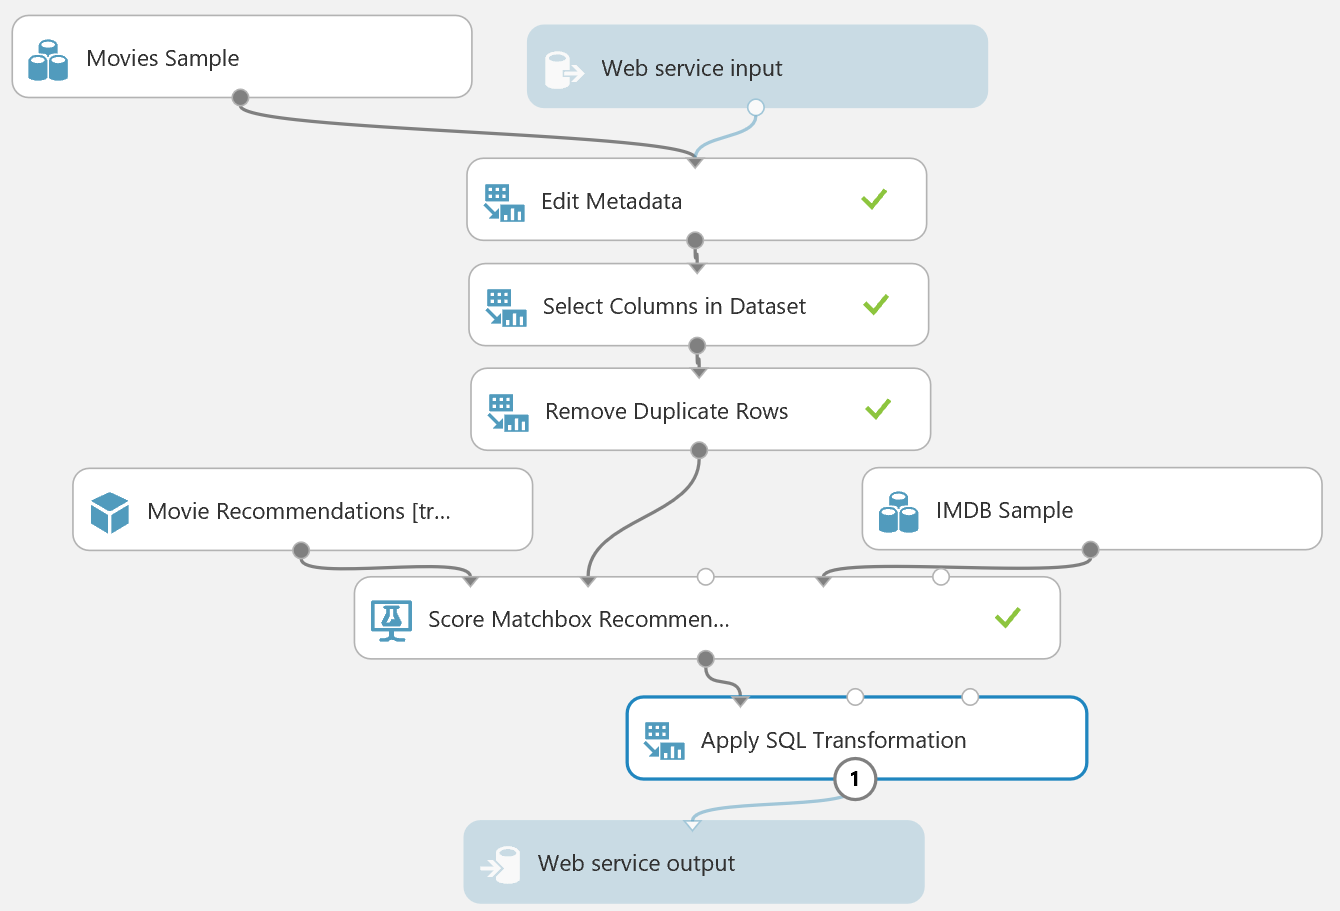 Movies Sample
Web service input
Edit Metadata
Select Columns in Dataset
Remove Duplicate Rows
Movie Recommendations [tr...
IMDB Sample
Score Matchbox Recommen...
Apply SQL Transformation
1
Web service output